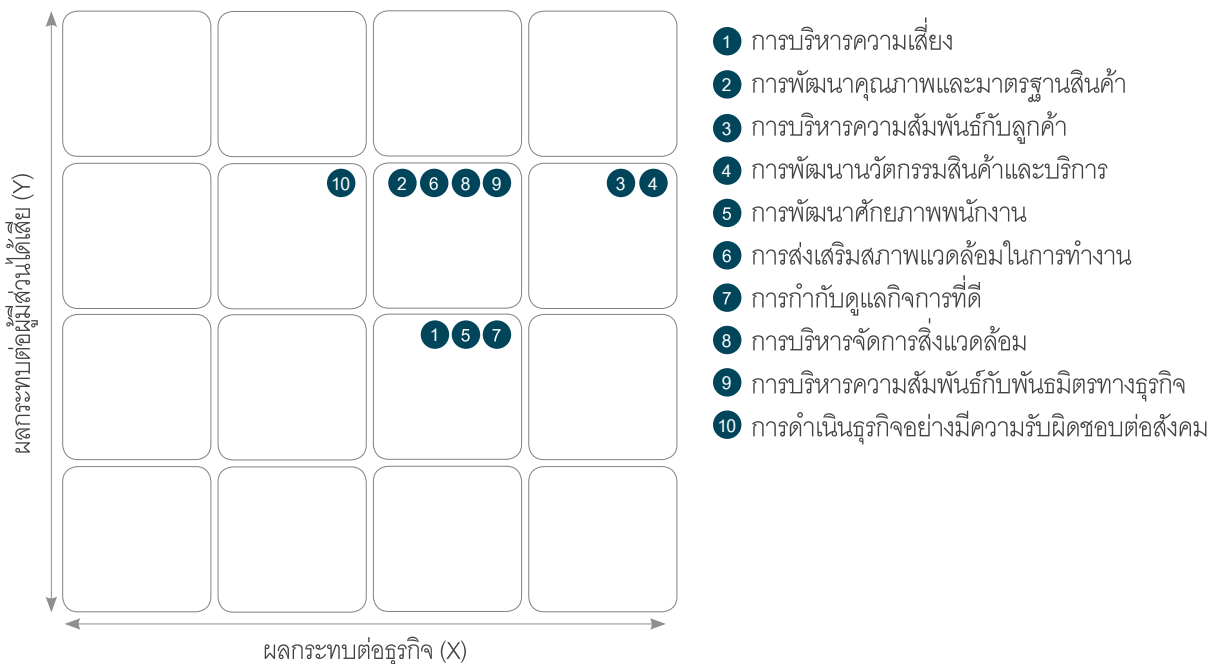 ผลกระทบต่อผู้มีส่วนได้เสีย (Y)
10
2 6 8 9
3 4
1 5 7
ผลกระทบต่อธุรกิจ (X)
1 การบริหารความเสี่ยง
2 การพัฒนาคุณภาพและมาตรฐานสินค้า
3 การบริหารความสัมพันธ์กับลูกค้า
4 การพัฒนานวัตกรรมสินค้าและบริการ
5 การพัฒนาศักยภาพพนักงาน
6 การส่งเสริมสภาพแวดล้อมในการทำงาน
7 การกำกับดูแลกิจการที่ดี
8 การบริหารจัดการสิ่งแวดล้อม
9 การบริหารความสัมพันธ์กับพันธมิตรทางธุรกิจ
10 การดำเนินธุรกิจอย่างมีความรับผิดชอบต่อสังคม